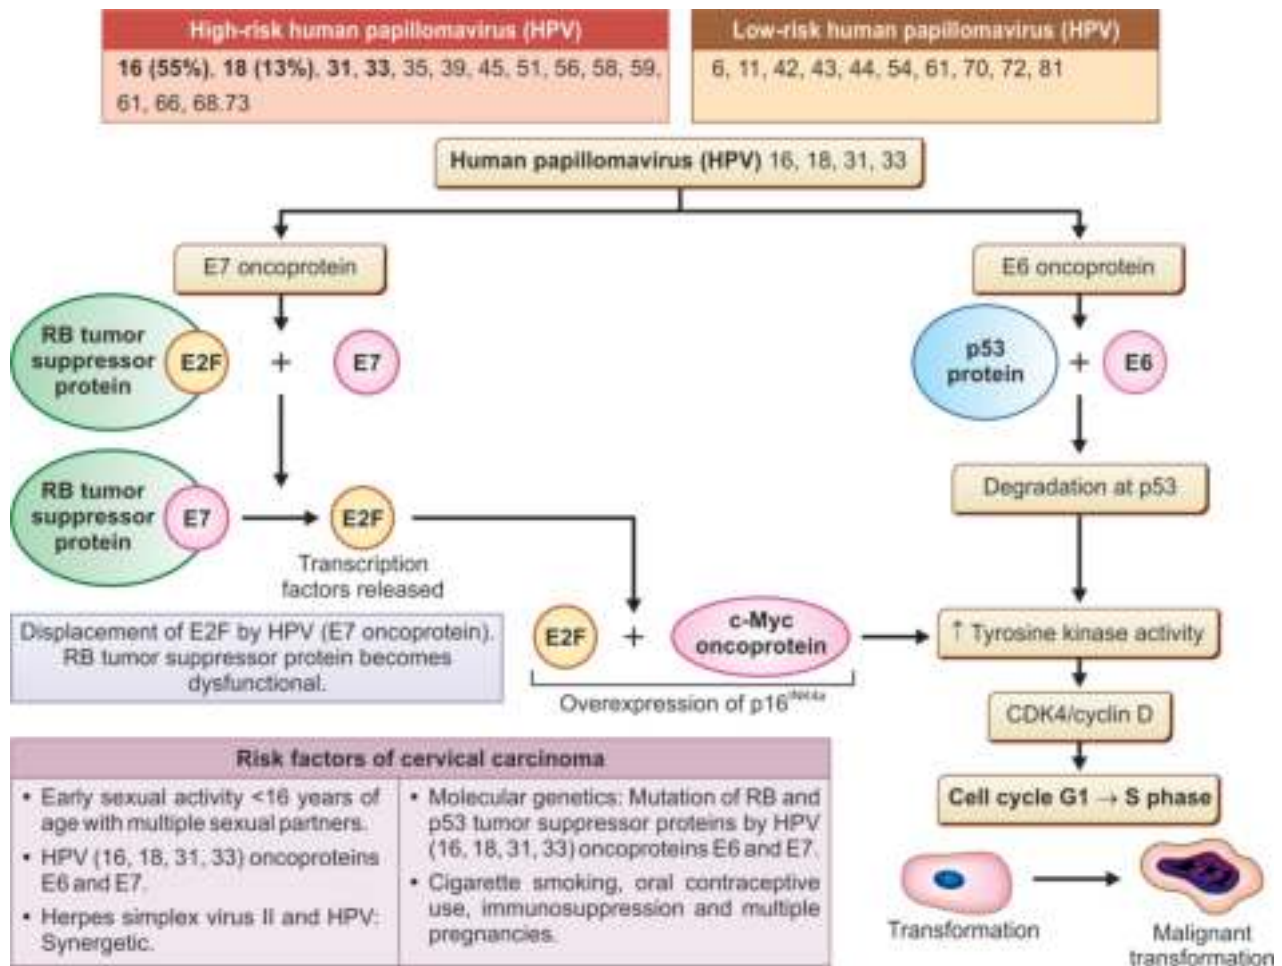 High-risk human papillomavirus (HPV)
16 (55%), 18 (13%), 31, 33, 35, 39, 45, 51, 56, 58, 59,
61, 66, 68.73
Low-risk human papillomavirus (HPV)
6, 11, 42, 43, 44, 54, 61, 70, 72, 81
Human papillomavirus (HPV) 16, 18, 31, 33
E7 oncoprotein
E6 oncoprotein
RB tumor
suppressor
protein
E2F
+
E7
p53
protein
+
E6
RB tumor
suppressor
protein
E7
E2F
Transcription
factors released
Degradation at p53
Displacement of E2F by HPV (E7 oncoprotein).
RB tumor suppressor protein becomes
dysfunctional.
E2F
+
c-Myc
oncoprotein
Overexpression of p16INK4a
↑ Tyrosine kinase activity
CDK4/cyclin D
Cell cycle G1 → S phase
Transformation
Malignant
transformation
Risk factors of cervical carcinoma
• Early sexual activity <16 years of
age with multiple sexual partners.
• HPV (16, 18, 31, 33) oncoproteins
E6 and E7.
• Herpes simplex virus II and HPV:
Synergetic.
• Molecular genetics: Mutation of RB and
p53 tumor suppressor proteins by HPV
(16, 18, 31, 33) oncoproteins E6 and E7.
• Cigarette smoking, oral contraceptive
use, immunosuppression and multiple
pregnancies.